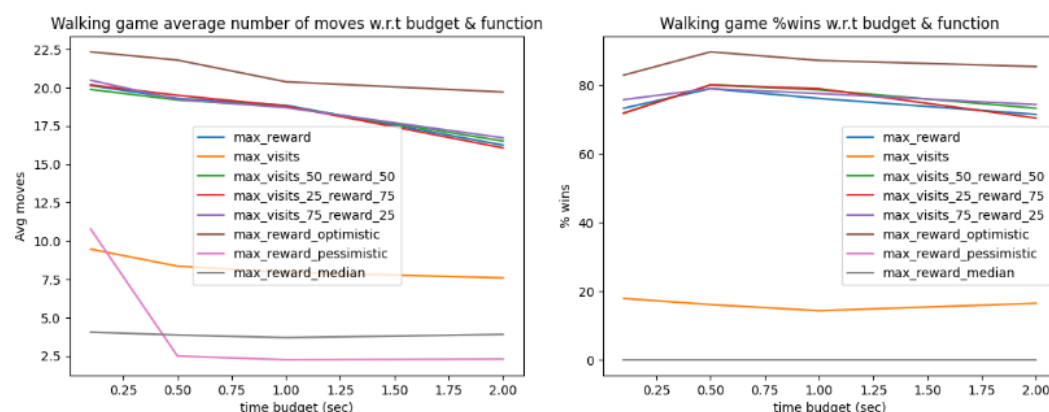 Walking game average number of moves w.r.t budget & function
22.5
20.0
17.5
15.0
12.5
10.0
7.5
5.0
2.5
Avg moves
max_reward
max_visits
max_visits_50_reward_50
max_visits_25_reward_75
max_visits_75_reward_25
max_reward_optimistic
max_reward_pessimistic
max_reward_median
0.25 0.50 0.75 1.00 1.25 1.50 1.75 2.00
time budget (sec)
Walking game %wins w.r.t budget & function
80
60
40
20
0
% wins
max_reward
max_visits
max_visits_50_reward_50
max_visits_25_reward_75
max_visits_75_reward_25
max_reward_optimistic
max_reward_pessimistic
max_reward_median
0.25 0.50 0.75 1.00 1.25 1.50 1.75 2.00
time budget (sec)